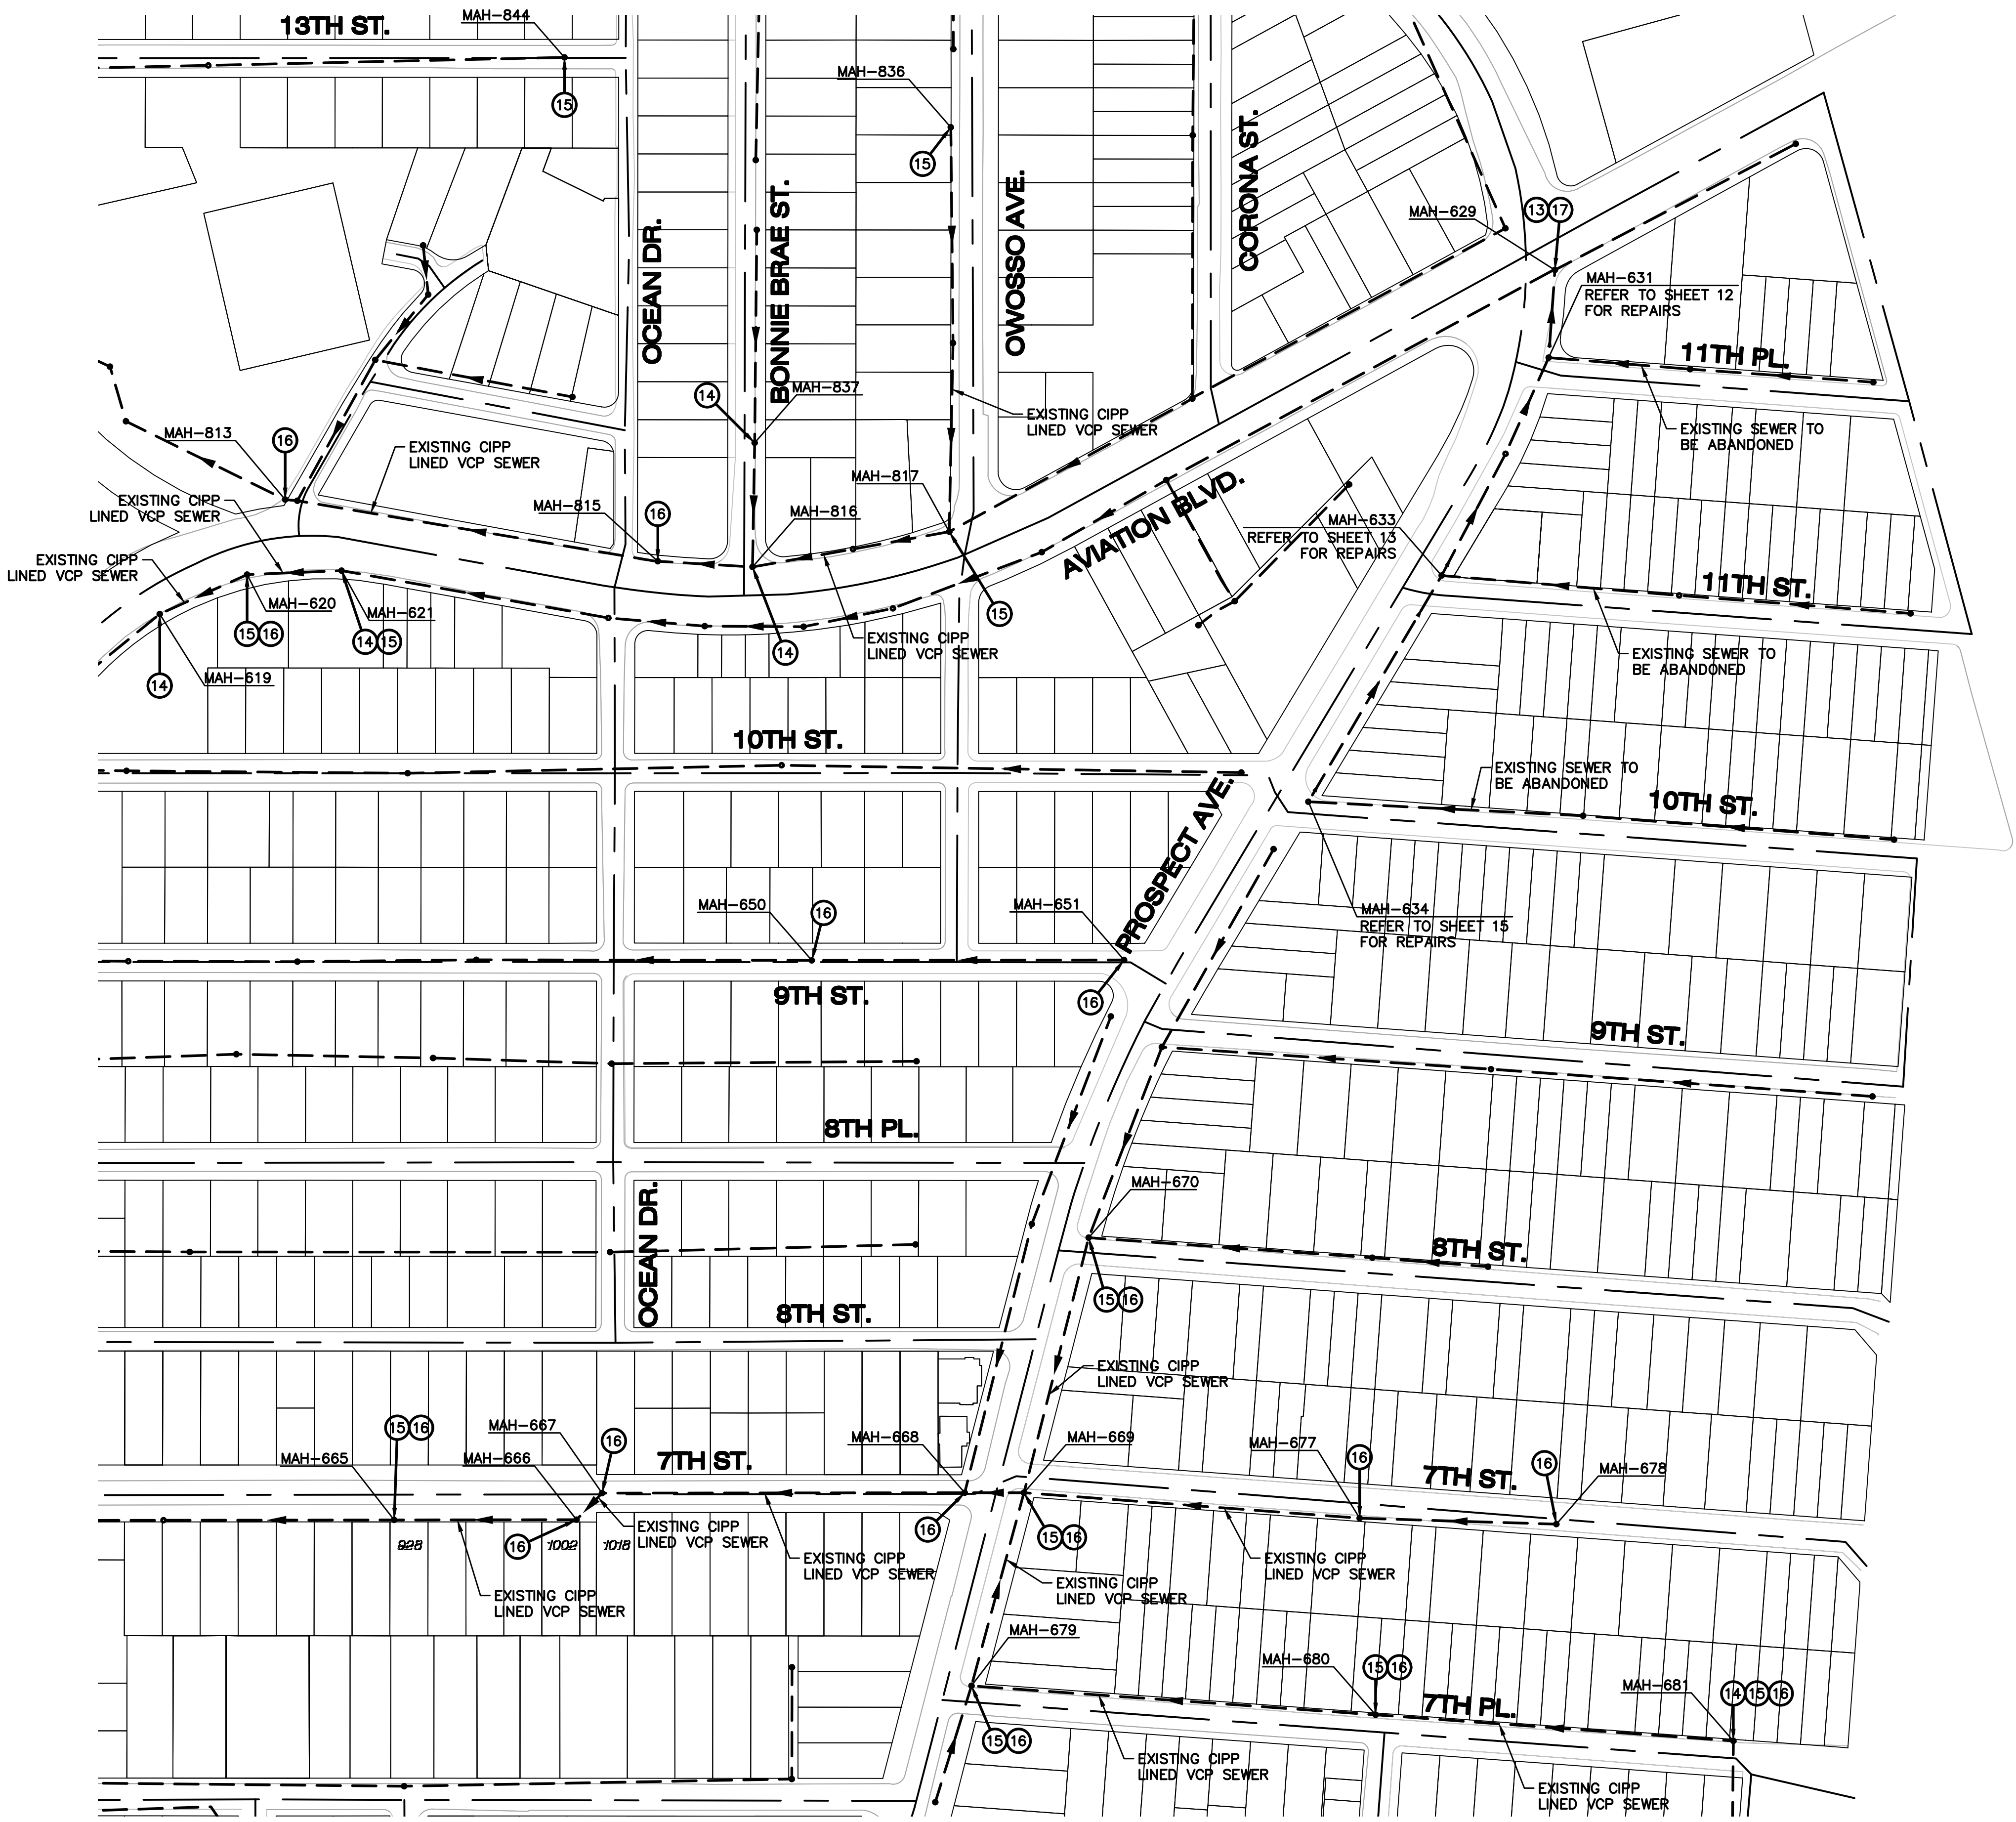 13TH ST.
MAH-844
15
MAH-836
15
OCEAN DR.
BONNIE BRAE ST.
OWOSSO AVE.
CORONA ST.
MAH-629
13 17
MAH-631
REFER TO SHEET 12
FOR REPAIRS
11TH PL.
EXISTING SEWER TO
BE ABANDONED
14
MAH-837
EXISTING CIPP
LINED VCP SEWER
MAH-813
16
EXISTING CIPP
LINED VCP SEWER
EXISTING CIPP
LINED VCP SEWER
EXISTING CIPP
LINED VCP SEWER
MAH-815
16
MAH-816
MAH-817
AVIATION BLVD.
MAH-633
REFER TO SHEET 13
FOR REPAIRS
11TH ST.
MAH-620
15 16
MAH-621
14 15
14
MAH-619
14
EXISTING CIPP
LINED VCP SEWER
15
EXISTING SEWER TO
BE ABANDONED
10TH ST.
EXISTING SEWER TO
BE ABANDONED
10TH ST.
PROSPECT AVE.
MAH-650
16
MAH-651
16
MAH-634
REFER TO SHEET 15
FOR REPAIRS
9TH ST.
9TH ST.
8TH PL.
OCEAN DR.
MAH-670
15 16
8TH ST.
8TH ST.
EXISTING CIPP
LINED VCP SEWER
MAH-665
15 16
MAH-666
16
MAH-667
16
7TH ST.
MAH-668
16
MAH-669
15 16
MAH-677
16
7TH ST.
16
MAH-678
928
1002
1018
EXISTING CIPP
LINED VCP SEWER
EXISTING CIPP
LINED VCP SEWER
EXISTING CIPP
LINED VCP SEWER
EXISTING CIPP
LINED VCP SEWER
EXISTING CIPP
LINED VCP SEWER
MAH-679
15 16
MAH-680
15 16
7TH PL.
MAH-681
14 15 16
EXISTING CIPP
LINED VCP SEWER
EXISTING CIPP
LINED VCP SEWER